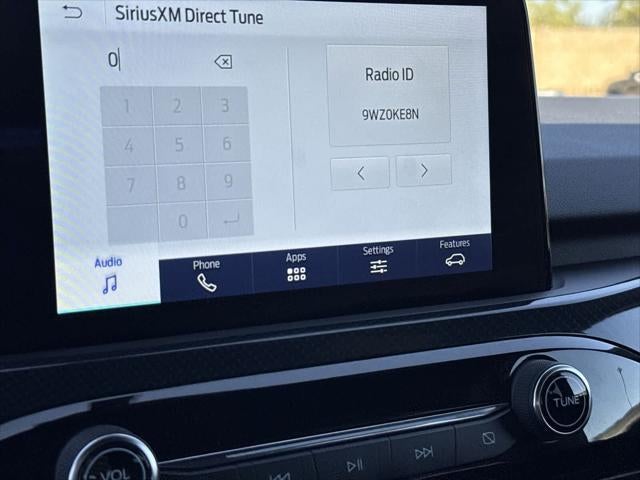 SiriusXM Direct Tune
0
Radio ID
9WZ0KE8N
1 2 3
4 5 6
7 8 9
0
Audio
Phone
Apps
Settings
Features
VOL
TUNE